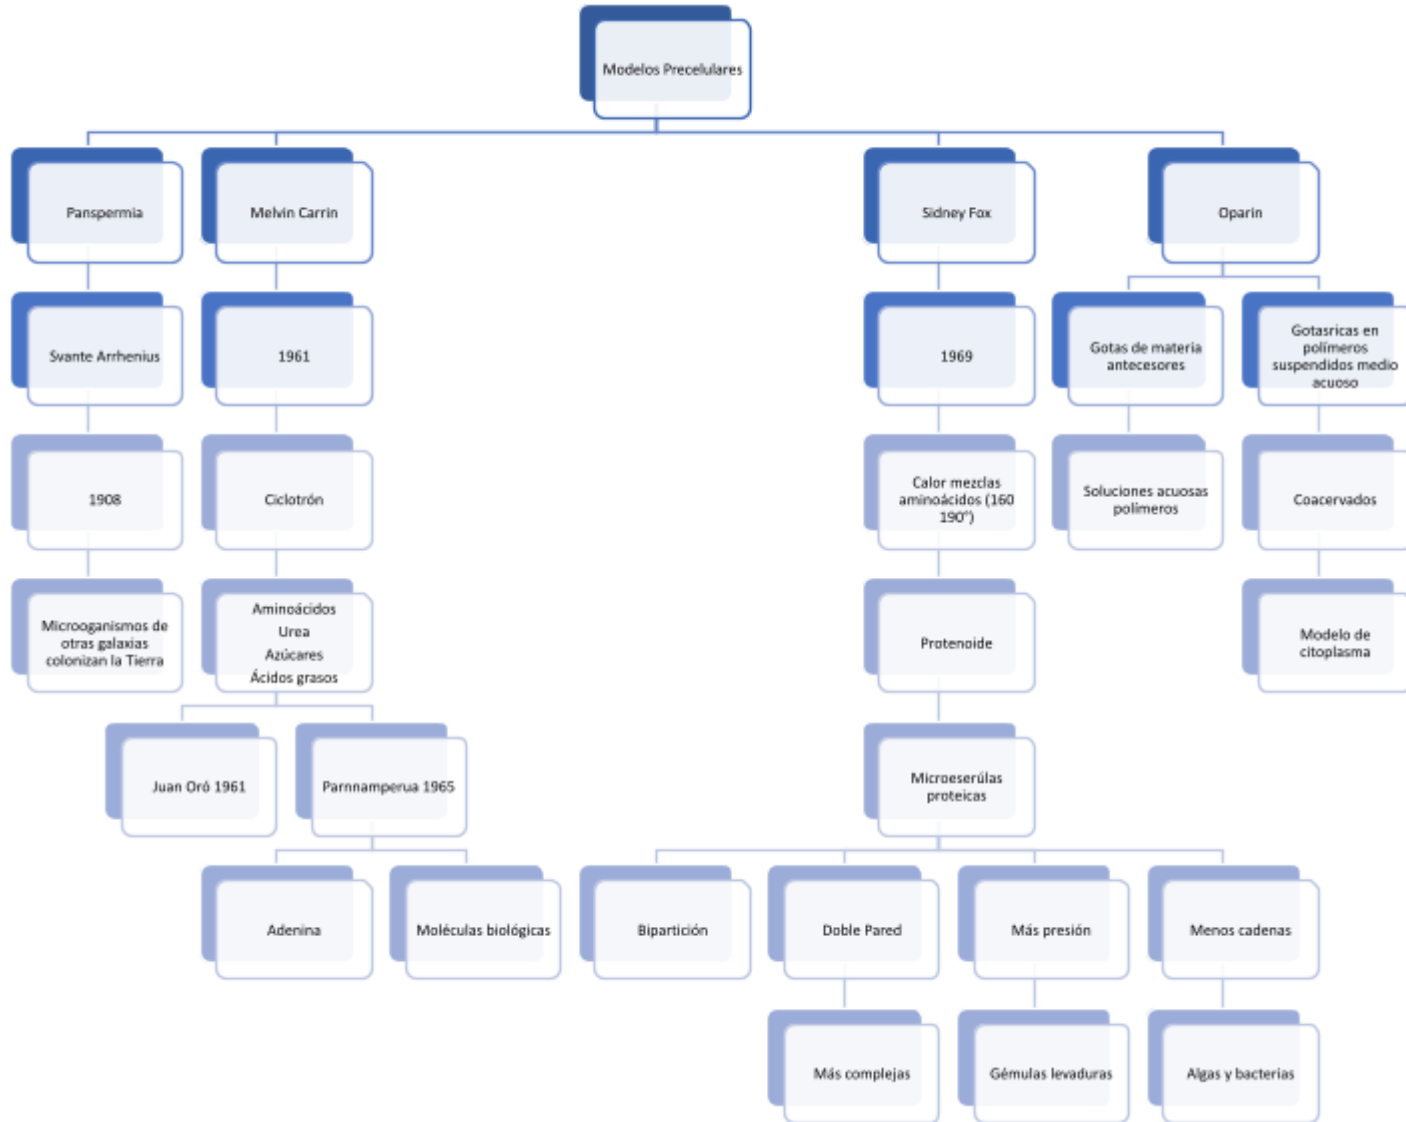 Modelos Precelulares
Panspermia
Melvin Carrin
Sidney Fox
Oparin
Svante Arrhenius
1961
1969
Gotas de materia
antecesores
Gotasricas en
polímeros
suspendidos medio
acuoso
1908
Ciclotrón
Calor mezclas
aminoácidos (160
190°)
Soluciones acuosas
polímeros
Coacervados
Microoganismos de
otras galaxias
colonizan la Tierra
Aminoácidos
Urea
Azúcares
Ácidos grasos
Protenoide
Modelo de
citoplasma
Juan Oró 1961
Parnnamperua 1965
Microeserúlas
proteicas
Adenina
Moléculas biológicas
Bipartición
Doble Pared
Más presión
Menos cadenas
Más complejas
Gémulas levaduras
Algas y bacterias